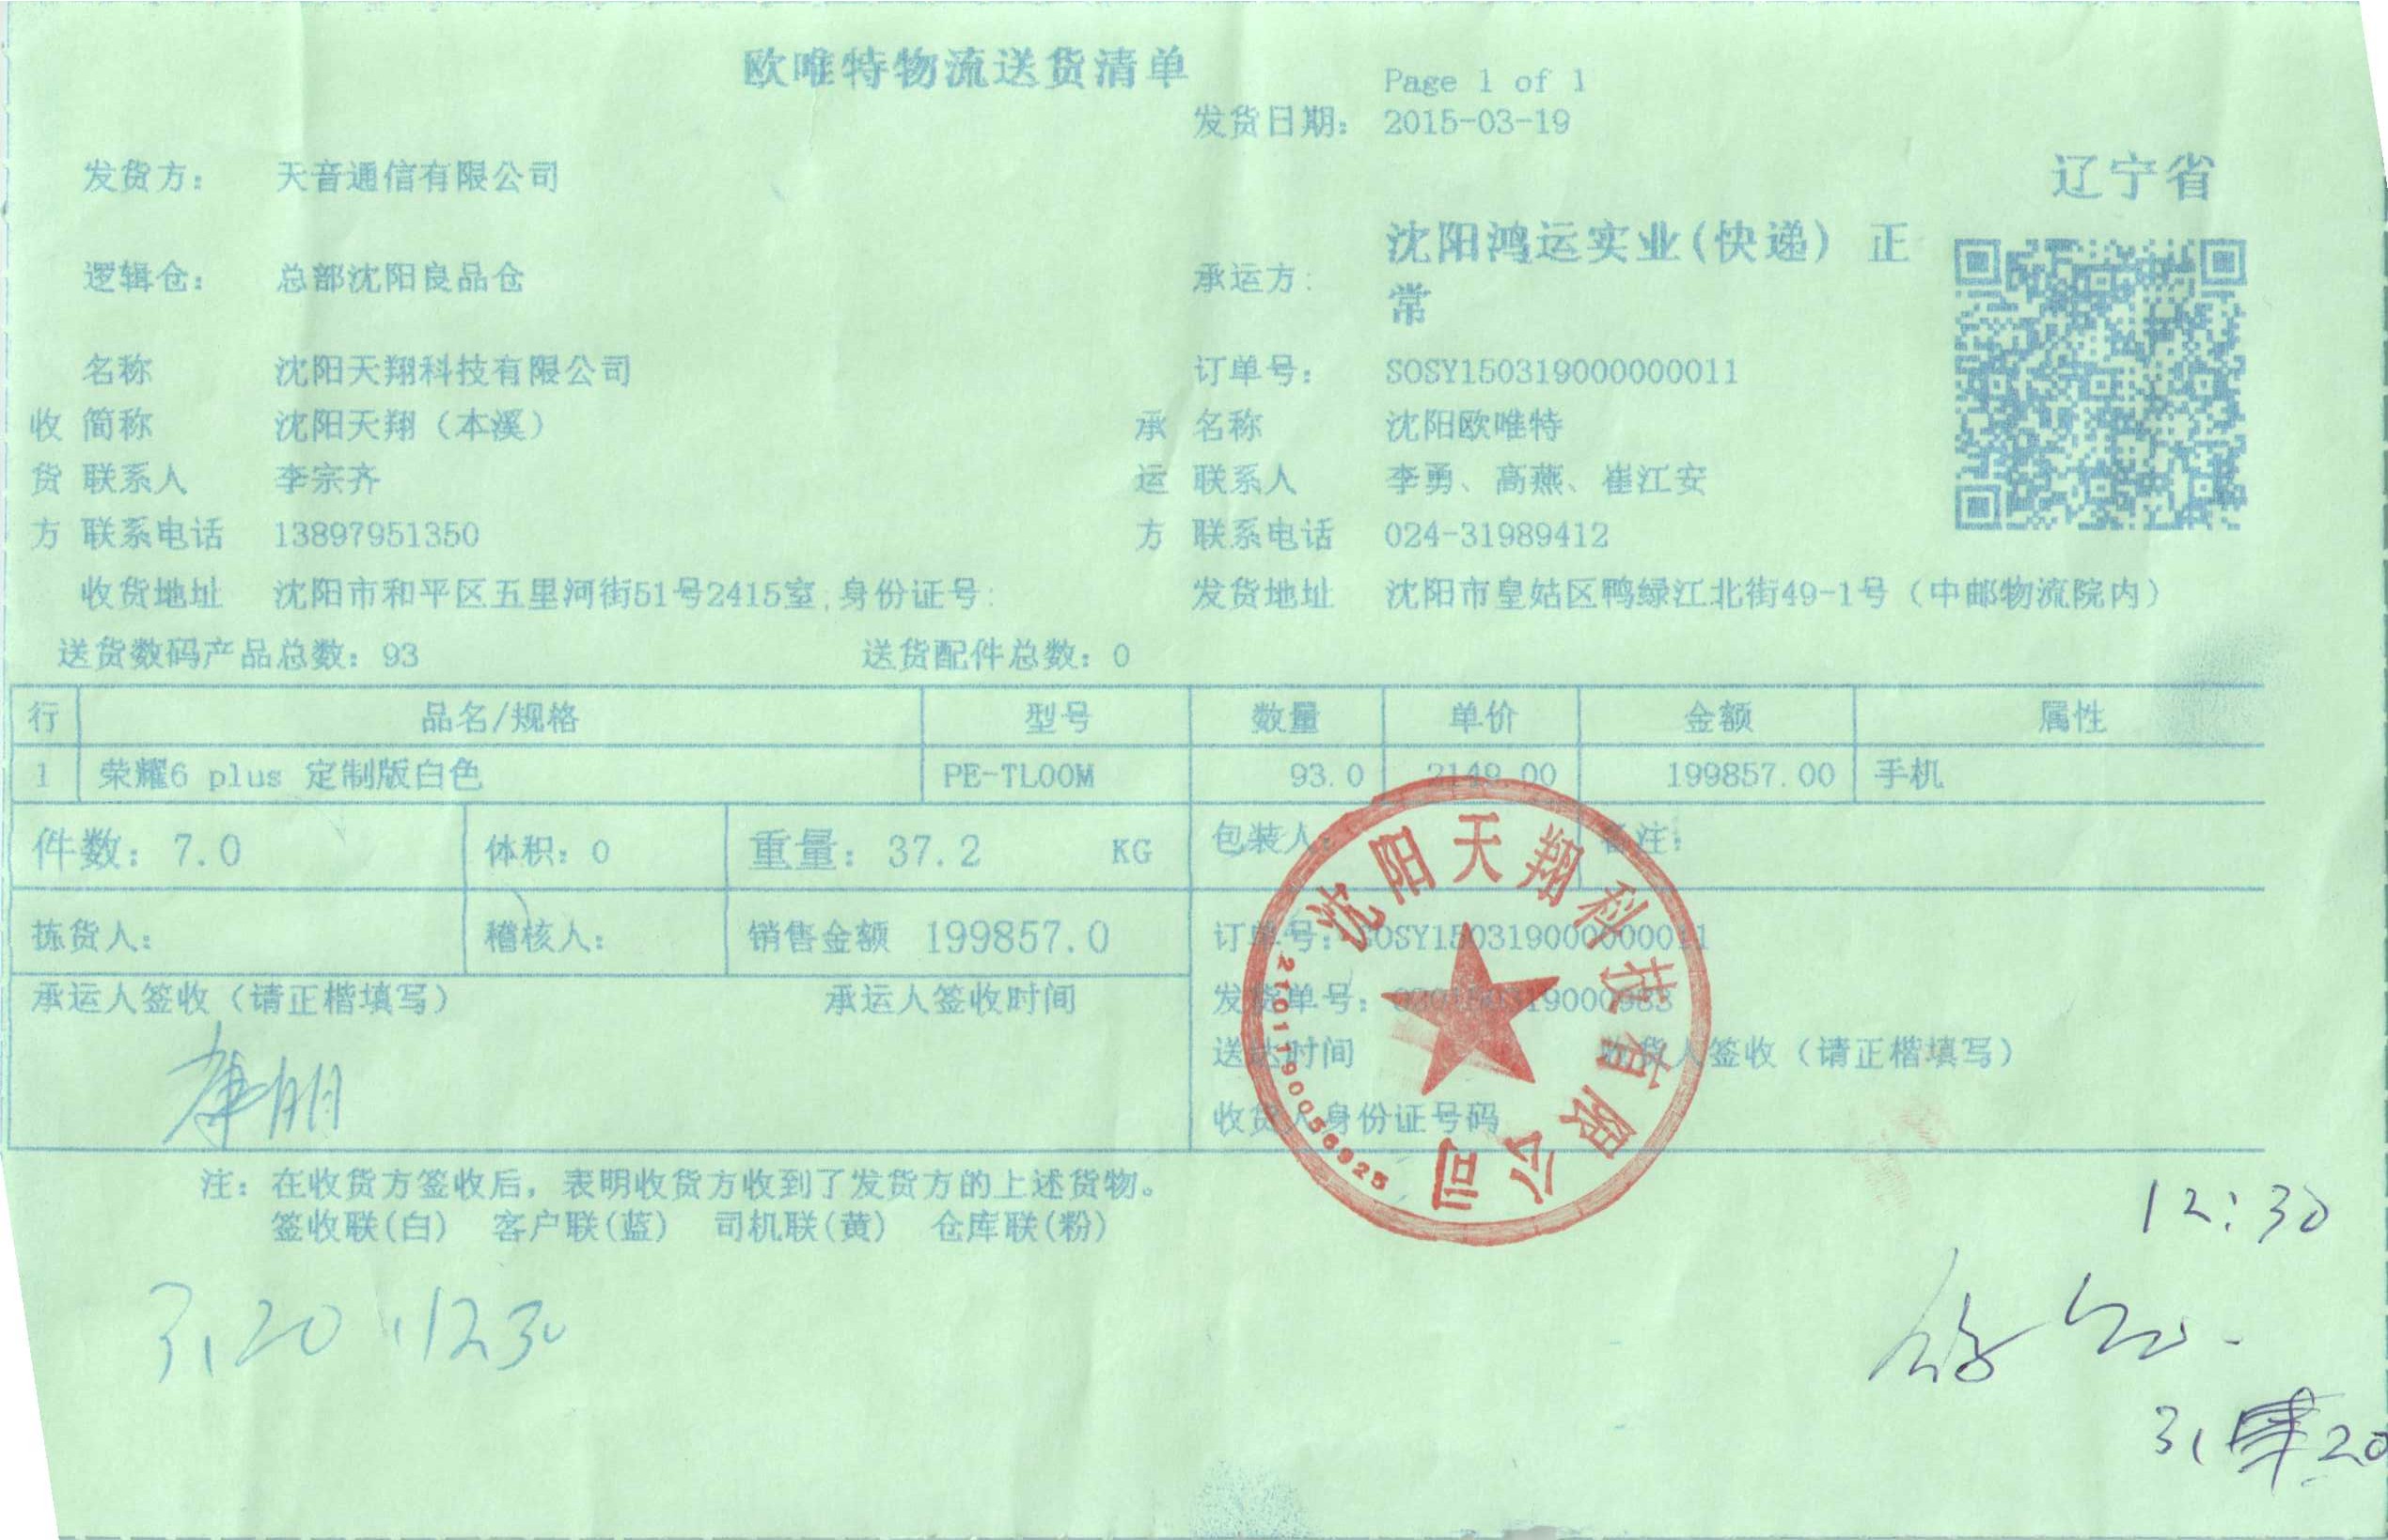 欧唯特物流送货清单
Page 1 of 1
发货日期: 2015-03-19
发货方: 天音通信有限公司
辽宁省
逻辑仓: 总部沈阳良品仓
承运方: 沈阳鸿运实业(快递) 正常
名称 沈阳天翔科技有限公司 订单号: SOSY150319000000011
收 简称 沈阳天翔（本溪） 承 名称 沈阳欧唯特
货 联系人 李宗齐 运 联系人 李勇、高燕、崔江安
方 联系电话 13897951350 方 联系电话 024-31989412
收货地址 沈阳市和平区五里河街51号2415室;身份证号: 发货地址 沈阳市皇姑区鸭绿江北街49-1号（中邮物流院内）
送货数码产品总数: 93 送货配件总数: 0
行 品名/规格 型号 数量 单价 金额 属性
1 荣耀6 plus 定制版白色 PE-TL00M 93.0 2149.00 199857.00 手机
件数: 7.0 体积: 0 重量: 37.2 KG 包装人: 备注:
拣货人: 稽核人: 销售金额 199857.0 订单号: SOSY150319000000011
承运人签收（请正楷填写） 承运人签收时间 发货单号:
送达时间 收货人签收（请正楷填写）
收货人身份证号码
沈阳天翔科技有限公司
注: 在收货方签收后, 表明收货方收到了发货方的上述货物。
签收联(白) 客户联(蓝) 司机联(黄) 仓库联(粉)
12:30
3,20 1230
3, 20